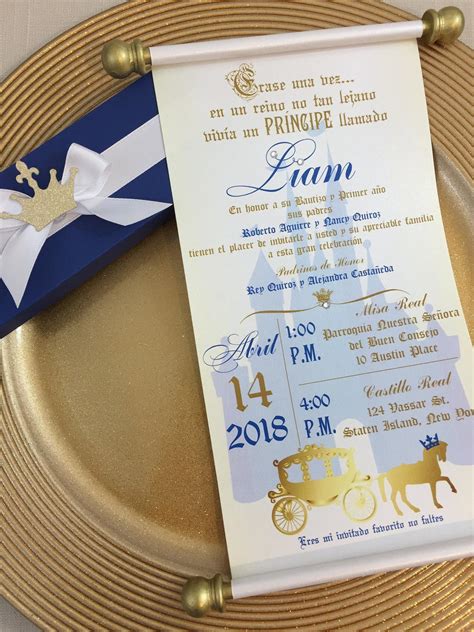 Erase una vez...
en un reino no tan lejano
vivía un PRÍNCIPE llamado
Liam
En honor a su Bautizo y Primer año
sus padres
Roberto Aguirre y Nancy Quiroz
tienen el placer de invitarle a usted y su apreciable familia
a esta gran celebración
Padrinos de Honor
Rey Quiroz y Alejandra Castañeda
Abril
14
2018
1:00
P.M.
Misa Real
Parroquia Nuestra Señora
del Buen Consejo
10 Austin Place
4:00
P.M.
Castillo Real
124 Vassar St.
Staten Island, New York
Eres mi invitado favorito no faltes